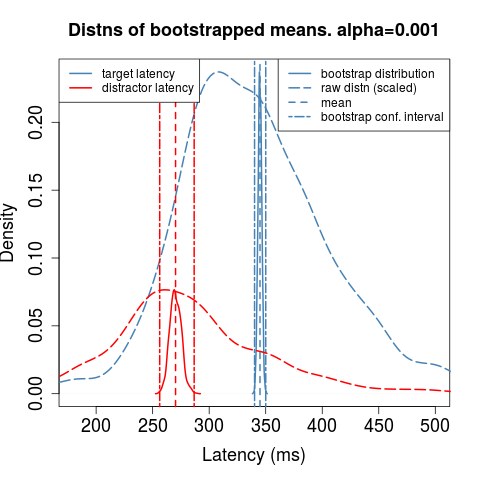 Distns of bootstrapped means. alpha=0.001
target latency
distractor latency
bootstrap distribution
raw distn (scaled)
mean
bootstrap conf. interval
Density
0.00
0.05
0.10
0.15
0.20
200 250 300 350 400 450 500
Latency (ms)